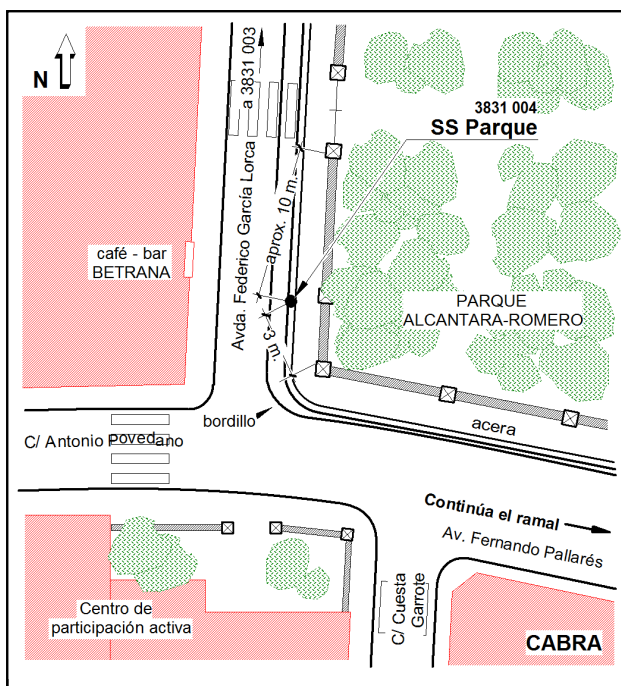 N
a 3831 003
Avda. Federico García Lorca
aprox. 10 m.
3 m.
3831 004
SS Parque
café - bar
BETRANA
PARQUE
ALCANTARA-ROMERO
bordillo
acera
C/ Antonio Povedano
Continúa el ramal
Av. Fernando Pallarés
C/ Cuesta
Garrote
Centro de
participación activa
CABRA